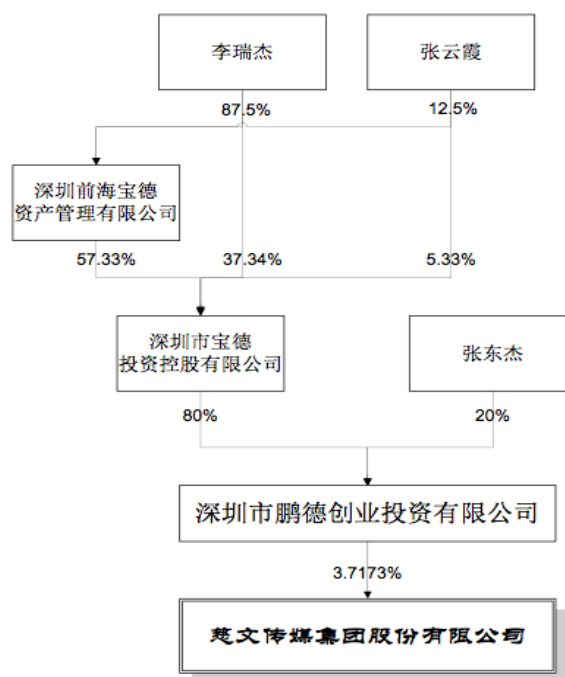 李瑞杰
张云霞
87.5%
12.5%
深圳前海宝德
资产管理有限公司
57.33%
37.34%
5.33%
深圳市宝德
投资控股有限公司
张东杰
80%
20%
深圳市鹏德创业投资有限公司
3.7173%
慈文传媒集团股份有限公司